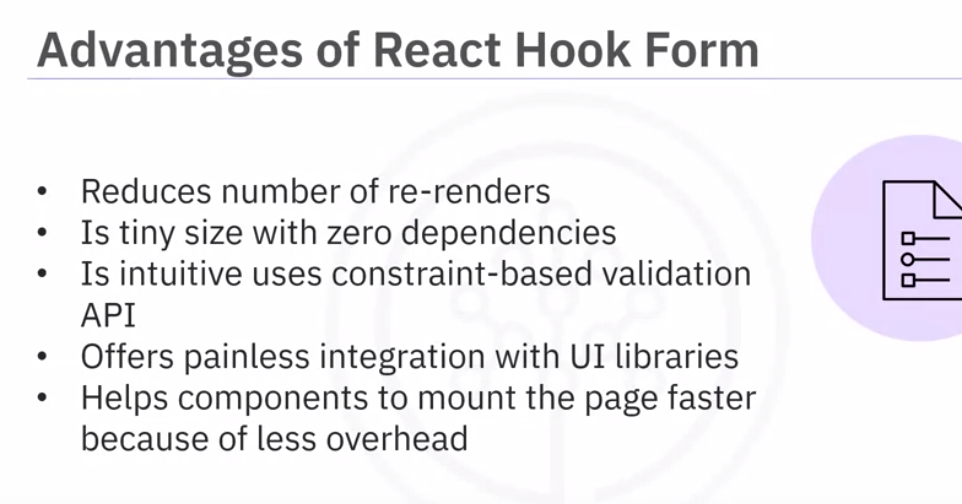 Advantages of React Hook Form
• Reduces number of re-renders
• Is tiny size with zero dependencies
• Is intuitive uses constraint-based validation
API
• Offers painless integration with UI libraries
• Helps components to mount the page faster
because of less overhead